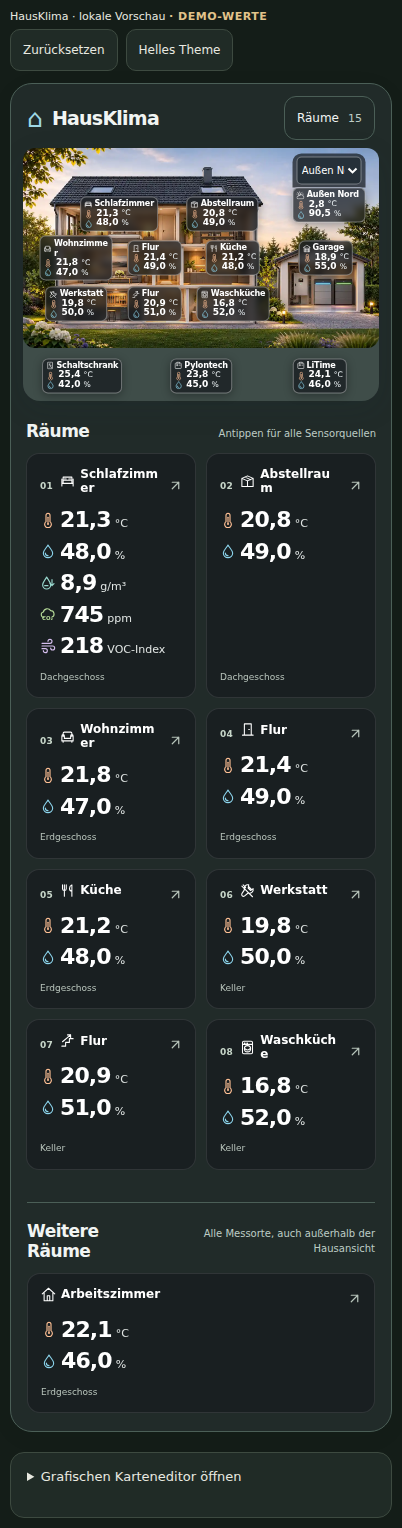 HausKlima · lokale Vorschau · DEMO-WERTE
Zurücksetzen
Helles Theme
HausKlima
Räume 15
Außen N
Außen Nord
2,8 °C
90,5 %
Schlafzimmer
21,3 °C
48,0 %
Abstellraum
20,8 °C
49,0 %
Wohnzimme
r
21,8 °C
47,0 %
Flur
21,4 °C
49,0 %
Küche
21,2 °C
48,0 %
Garage
18,9 °C
55,0 %
Werkstatt
19,8 °C
50,0 %
Flur
20,9 °C
51,0 %
Waschküche
16,8 °C
52,0 %
Schaltschrank
25,4 °C
42,0 %
Pylontech
23,8 °C
45,0 %
LiTime
24,1 °C
46,0 %
Räume
Antippen für alle Sensorquellen
01 Schlafzimm
er
21,3 °C
48,0 %
8,9 g/m³
745 ppm
218 VOC-Index
Dachgeschoss
02 Abstellrau
m
20,8 °C
49,0 %
Dachgeschoss
03 Wohnzimm
er
21,8 °C
47,0 %
Erdgeschoss
04 Flur
21,4 °C
49,0 %
Erdgeschoss
05 Küche
21,2 °C
48,0 %
Erdgeschoss
06 Werkstatt
19,8 °C
50,0 %
Keller
07 Flur
20,9 °C
51,0 %
Keller
08 Waschküch
e
16,8 °C
52,0 %
Keller
Weitere
Räume
Alle Messorte, auch außerhalb der
Hausansicht
Arbeitszimmer
22,1 °C
46,0 %
Erdgeschoss
Grafischen Karteneditor öffnen